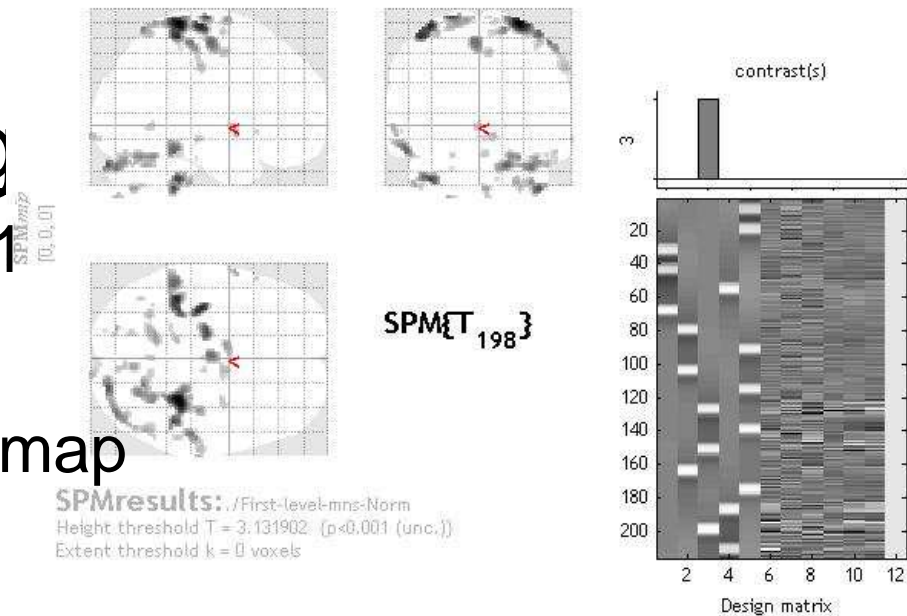 g
1
map
SPMmip
[0, 0, 0]
SPM{T198}
SPMresults: ./First-level-mns-Norm
Height threshold T = 3.131902 {p<0.001 (unc.)}
Extent threshold k = 0 voxels
contrast(s)
3
20
40
60
80
100
120
140
160
180
200
2 4 6 8 10 12
Design matrix